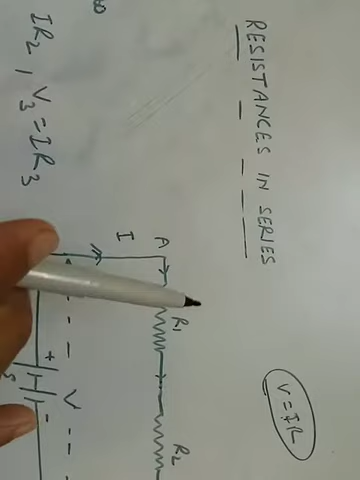 RESISTANCES IN SERIES
V = IR
A
R1
R2
I
+
-
V
IR2, V3 = IR3